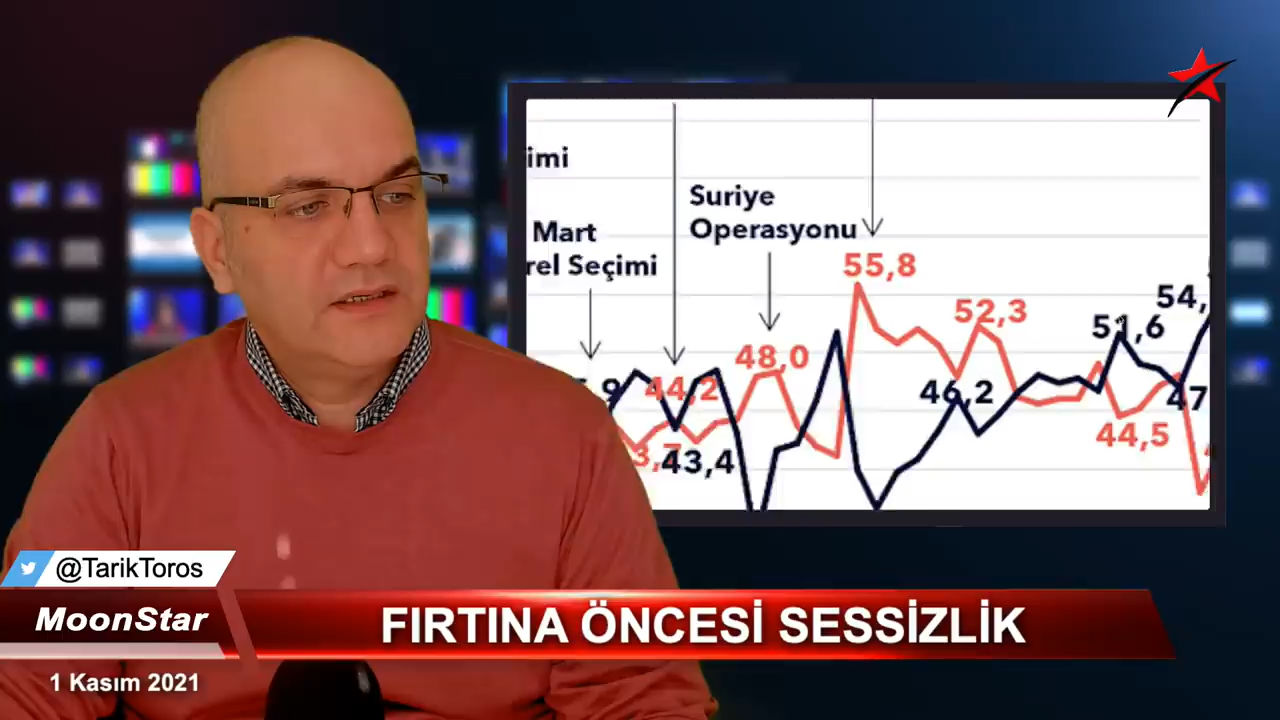 imi
Suriye
Operasyonu
Mart
rel Seçimi
55,8
52,3
54,
51,6
48,0
44,2
46,2
47
44,5
43,4
@TarikToros
MoonStar
FIRTINA ÖNCESİ SESSİZLİK
1 Kasım 2021